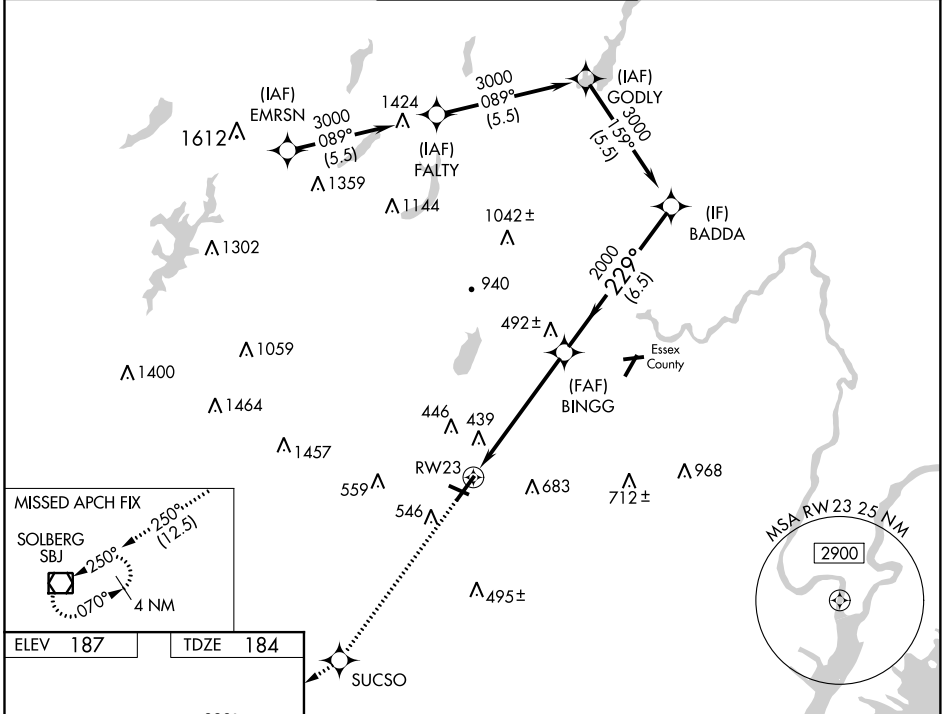 (IAF)
EMRSN
3000
089°
(5.5)
1612
1424
(IAF)
FALTY
3000
089°
(5.5)
(IAF)
GODLY
3000
159°
(5.5)
(IF)
BADDA
1359
1144
1042±
1302
940
2000
229°
(6.5)
492±
Essex
County
(FAF)
BINGG
1059
1400
1464
1457
446
439
RW23
559
546
683
712±
968
495±
SUCSO
MISSED APCH FIX
SOLBERG
SBJ
250°
(12.5)
250°
070°
4 NM
MSA RW 23 25 NM
2900
ELEV 187
TDZE 184